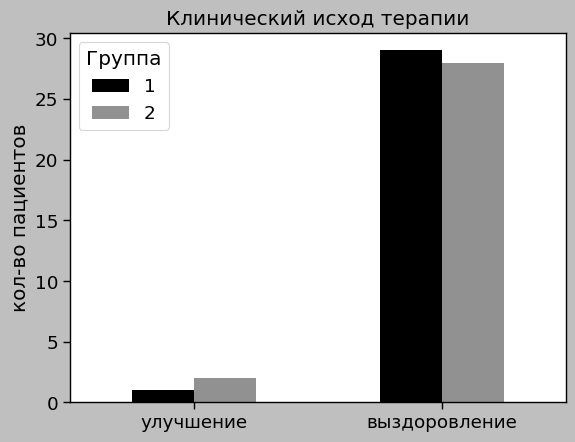 Клинический исход терапии
30
25
20
15
10
5
0
кол-во пациентов
Группа
1
2
улучшение
выздоровление